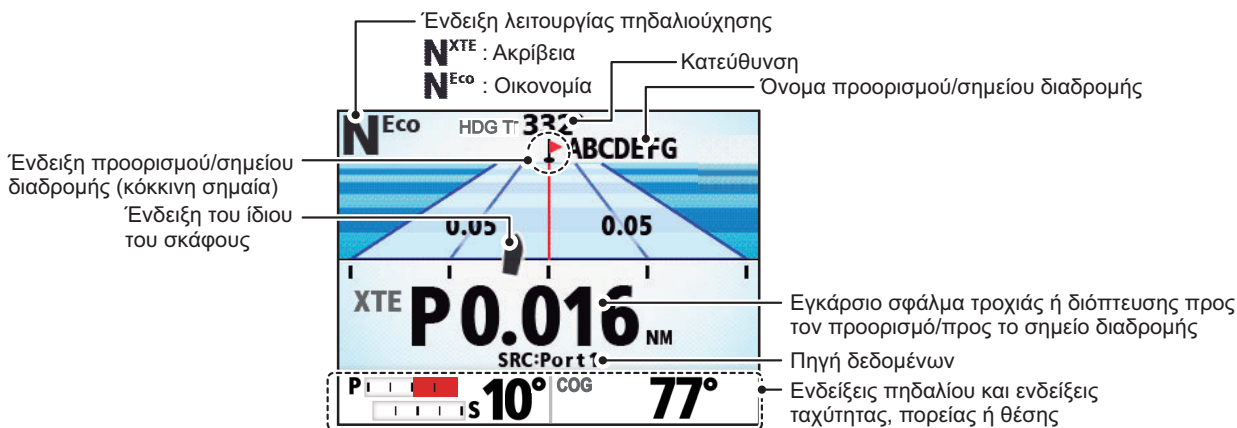 Ένδειξη λειτουργίας πηδαλιούχησης
N XTE : Ακρίβεια
N Eco : Οικονομία
Κατεύθυνση
Όνομα προορισμού/σημείου διαδρομής
N Eco HDG T 332°
ABCDEFG
Ένδειξη προορισμού/σημείου
διαδρομής (κόκκινη σημαία)
Ένδειξη του ίδιου
του σκάφους
0.05 0.05
XTE P 0.016 NM
Εγκάρσιο σφάλμα τροχιάς ή διόπτευσης προς
τον προορισμό/προς το σημείο διαδρομής
SRC:Port1
Πηγή δεδομένων
P S 10° COG 77°
Ενδείξεις πηδαλίου και ενδείξεις
ταχύτητας, πορείας ή θέσης